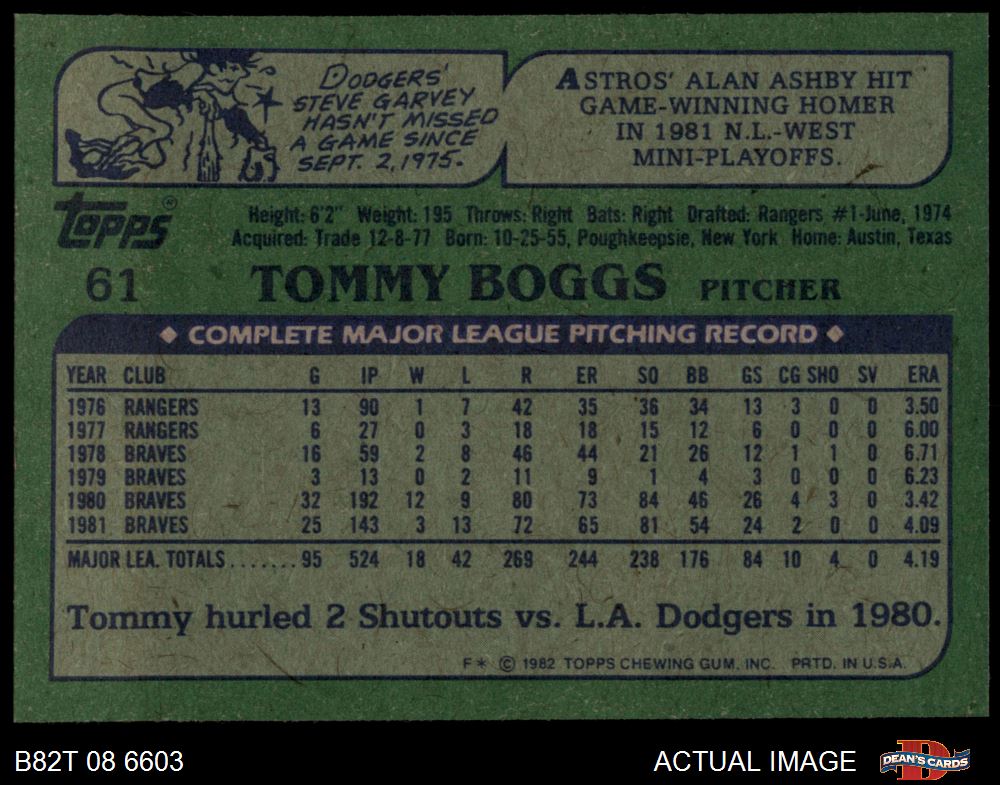 DODGERS'
STEVE GARVEY
HASN'T MISSED
A GAME SINCE
SEPT. 2, 1975.
ASTROS' ALAN ASHBY HIT
GAME-WINNING HOMER
IN 1981 N.L.-WEST
MINI-PLAYOFFS.
topps®
Height: 6'2" Weight: 195 Throws: Right Bats: Right Drafted: Rangers #1-June, 1974
Acquired: Trade 12-8-77 Born: 10-25-55, Poughkeepsie, New York Home: Austin, Texas
61 TOMMY BOGGS PITCHER
◆ COMPLETE MAJOR LEAGUE PITCHING RECORD ◆
YEAR CLUB G IP W L R ER SO BB GS CG SHO SV ERA
1976 RANGERS 13 90 1 7 42 35 36 34 13 3 0 0 3.50
1977 RANGERS 6 27 0 3 18 18 15 12 6 0 0 0 6.00
1978 BRAVES 16 59 2 8 46 44 21 26 12 1 1 0 6.71
1979 BRAVES 3 13 0 2 11 9 1 4 3 0 0 0 6.23
1980 BRAVES 32 192 12 9 80 73 84 46 26 4 3 0 3.42
1981 BRAVES 25 143 3 13 72 65 81 54 24 2 0 0 4.09
MAJOR LEA. TOTALS ....... 95 524 18 42 269 244 238 176 84 10 4 0 4.19
Tommy hurled 2 Shutouts vs. L.A. Dodgers in 1980.
F* © 1982 TOPPS CHEWING GUM, INC. PRTD. IN U.S.A.
B82T 08 6603
ACTUAL IMAGE
D
DEAN'S CARDS